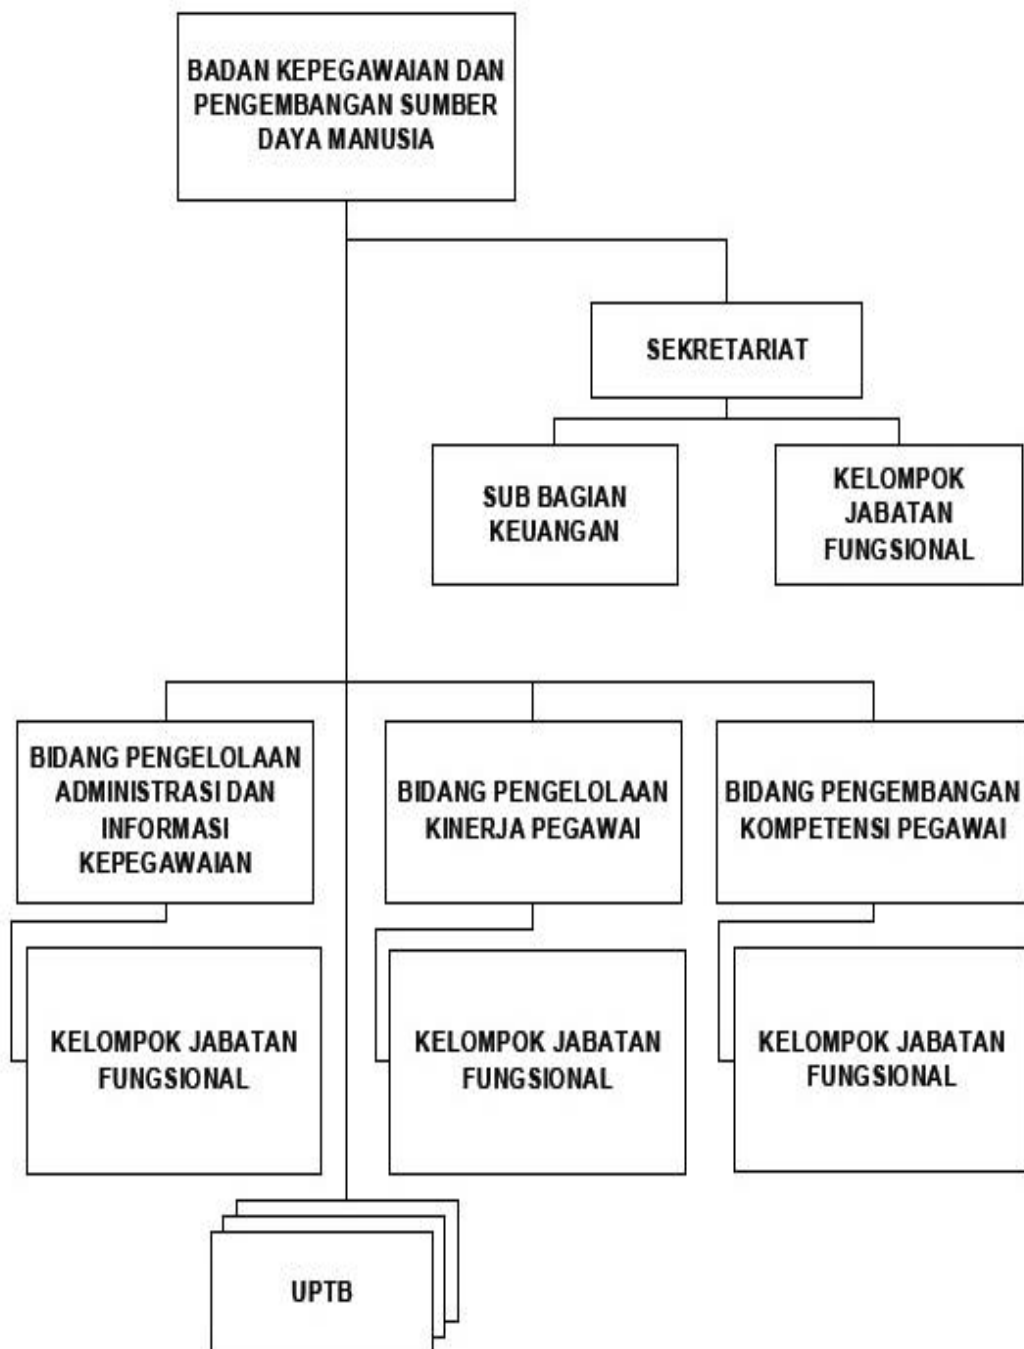 BADAN KEPEGAWAIAN DAN
PENGEMBANGAN SUMBER
DAYA MANUSIA
SEKRETARIAT
SUB BAGIAN
KEUANGAN
KELOMPOK
JABATAN
FUNGSIONAL
BIDANG PENGELOLAAN
ADMINISTRASI DAN
INFORMASI
KEPEGAWAIAN
BIDANG PENGELOLAAN
KINERJA PEGAWAI
BIDANG PENGEMBANGAN
KOMPETENSI PEGAWAI
KELOMPOK JABATAN
FUNGSIONAL
KELOMPOK JABATAN
FUNGSIONAL
KELOMPOK JABATAN
FUNGSIONAL
UPTB